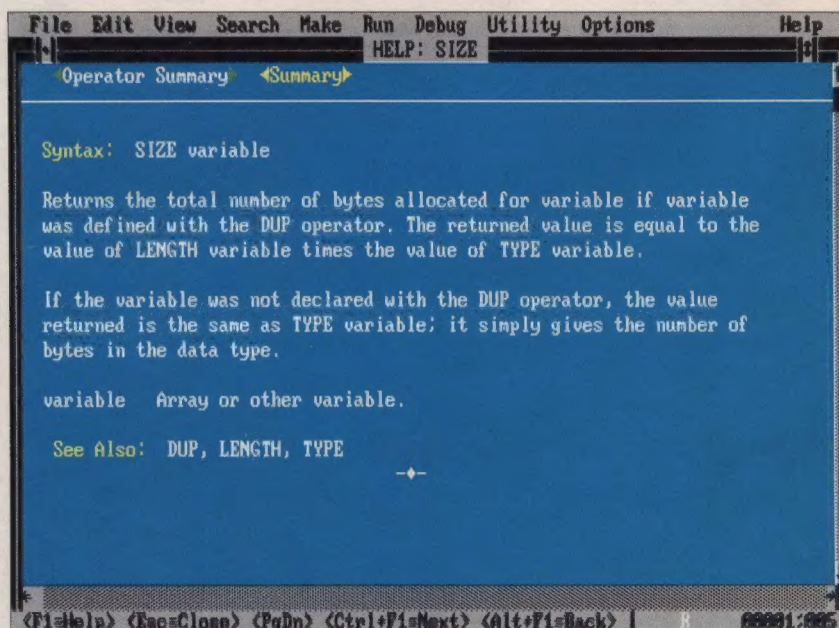 File Edit View Search Make Run Debug Utility Options Help
HELP: SIZE
◄Operator Summary► ◄Summary►
Syntax: SIZE variable
Returns the total number of bytes allocated for variable if variable
was defined with the DUP operator. The returned value is equal to the
value of LENGTH variable times the value of TYPE variable.
If the variable was not declared with the DUP operator, the value
returned is the same as TYPE variable; it simply gives the number of
bytes in the data type.
variable Array or other variable.
See Also: DUP, LENGTH, TYPE
-♦-
<F1=Help> <Esc=Close> <PgDn> <Ctrl+F1=Next> <Alt+F1=Back>